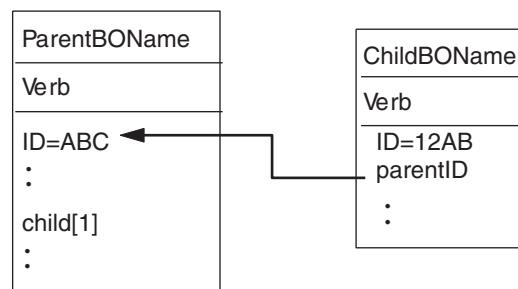 ParentBOName
Verb
ID=ABC
:
child[1]
:
ChildBOName
Verb
ID=12AB
parentID
: